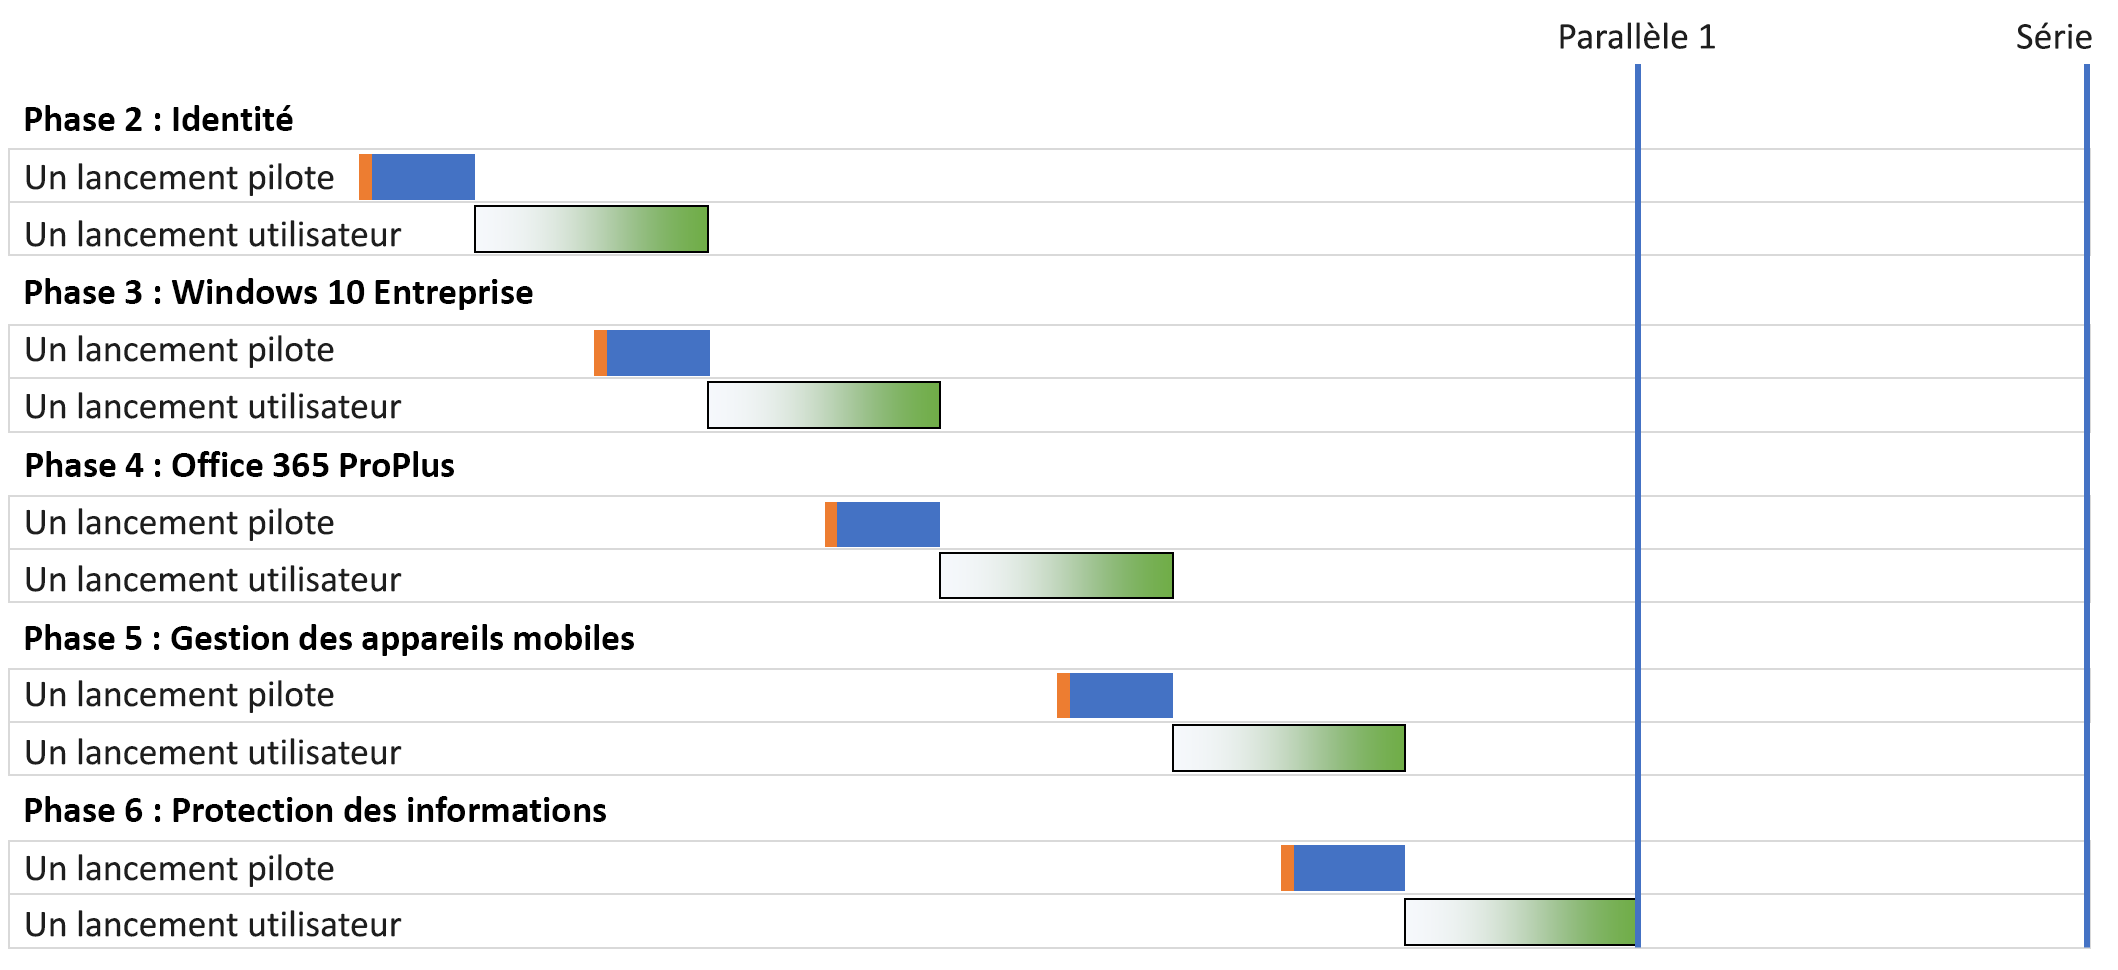 Parallèle 1
Série
Phase 2 : Identité
Un lancement pilote
Un lancement utilisateur
Phase 3 : Windows 10 Entreprise
Un lancement pilote
Un lancement utilisateur
Phase 4 : Office 365 ProPlus
Un lancement pilote
Un lancement utilisateur
Phase 5 : Gestion des appareils mobiles
Un lancement pilote
Un lancement utilisateur
Phase 6 : Protection des informations
Un lancement pilote
Un lancement utilisateur